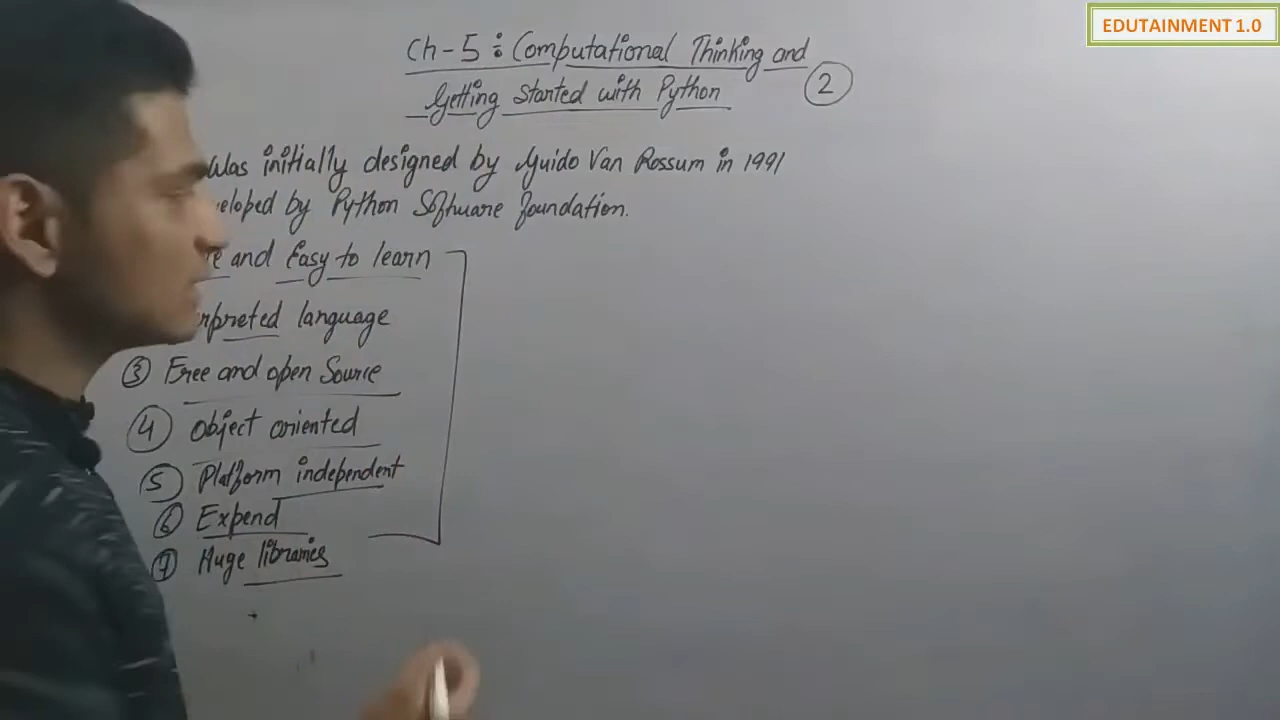 EDUTAINMENT 1.0
Ch-5: Computational Thinking and
Getting Started with Python
2
Was initially designed by Guido Van Rossum in 1991
by Python Software Foundation.
and Easy to learn
language
③ Free and open Source
④ Object oriented
⑤ Platform independent
⑥ Expend
⑦ Huge libraries